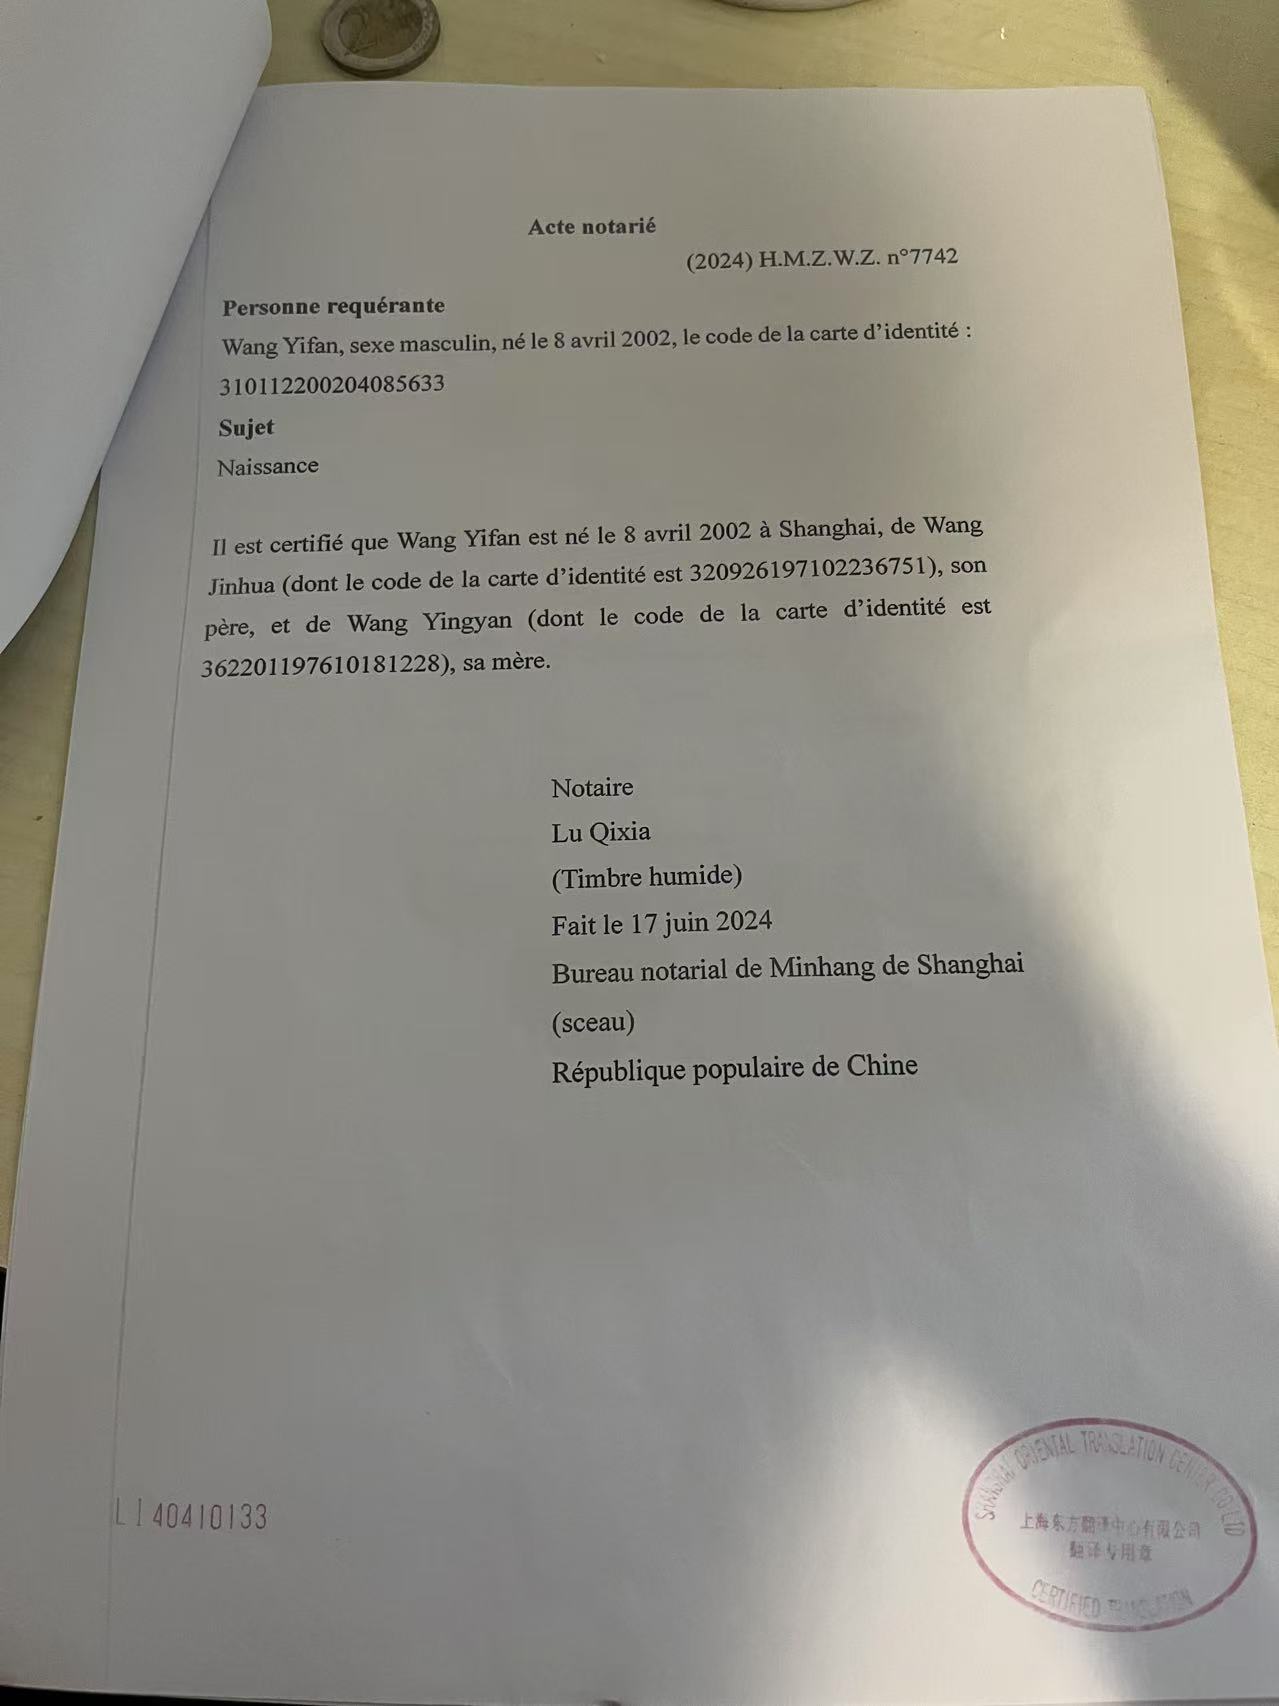 Acte notarié
(2024) H.M.Z.W.Z. n°7742
Personne requérante
Wang Yifan, sexe masculin, né le 8 avril 2002, le code de la carte d’identité :
310112200204085633
Sujet
Naissance
Il est certifié que Wang Yifan est né le 8 avril 2002 à Shanghai, de Wang
Jinhua (dont le code de la carte d’identité est 320926197102236751), son
père, et de Wang Yingyan (dont le code de la carte d’identité est
362201197610181228), sa mère.
Notaire
Lu Qixia
(Timbre humide)
Fait le 17 juin 2024
Bureau notarial de Minhang de Shanghai
(sceau)
République populaire de Chine
L140410133
SHANGHAI ORIENTAL TRANSLATION CENTER CO LTD
上海东方翻译中心有限公司
翻译专用章
CERTIFIED TRANSLATION